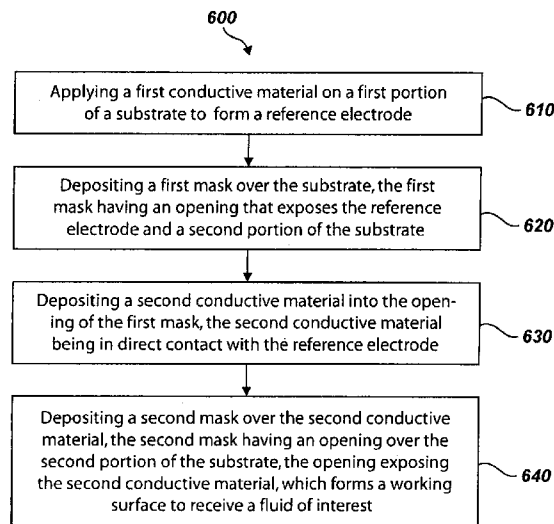 600
Applying a first conductive material on a first portion
of a substrate to form a reference electrode
610
Depositing a first mask over the substrate, the first
mask having an opening that exposes the reference
electrode and a second portion of the substrate
620
Depositing a second conductive material into the open-
ing of the first mask, the second conductive material
being in direct contact with the reference electrode
630
Depositing a second mask over the second conductive
material, the second mask having an opening over the
second portion of the substrate, the opening exposing
the second conductive material, which forms a working
surface to receive a fluid of interest
640